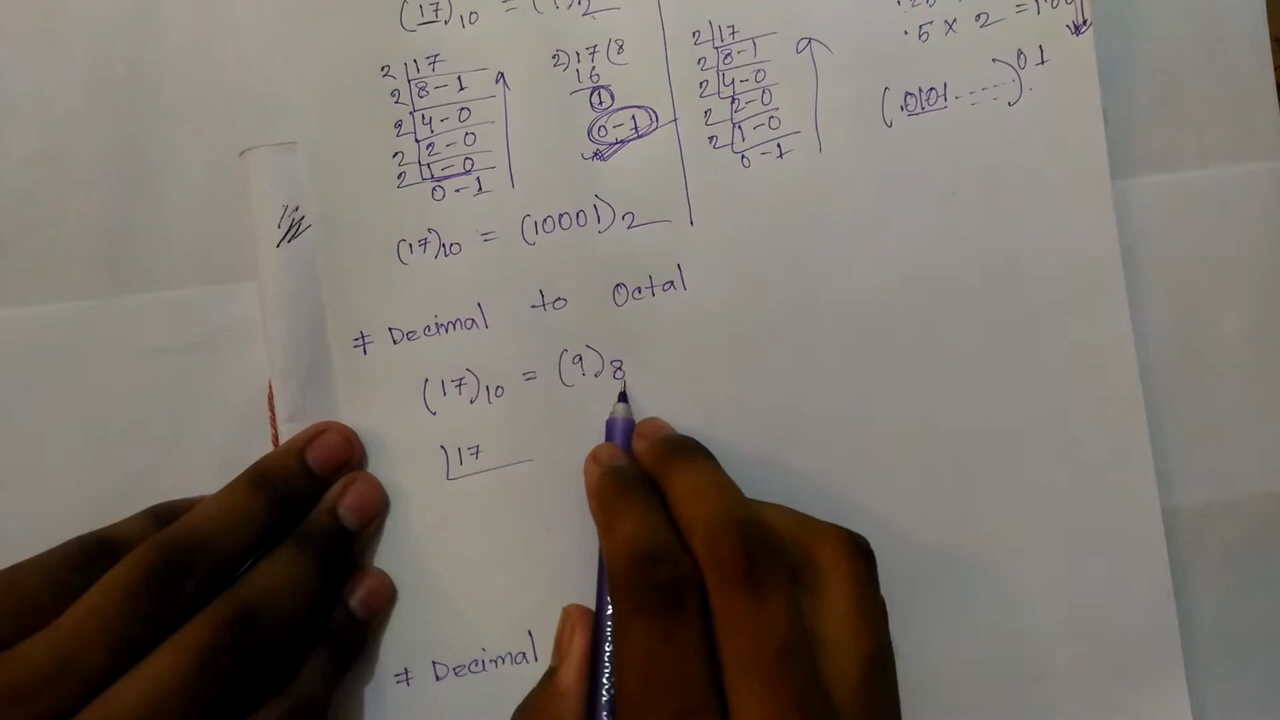 (17)10 = (?)2
2 17
2 8-1
2 4-0
2 2-0
2 1-0
0-1
2)17(8
16
1
0-1
2 17
2 8-1
2 4-0
2 2-0
2 1-0
0-1
.5 × 2 = 1.00
(.0101 - - - -) 01
(17)10 = (10001)2
# Decimal to Octal
(17)10 = (?)8
17
# Decimal